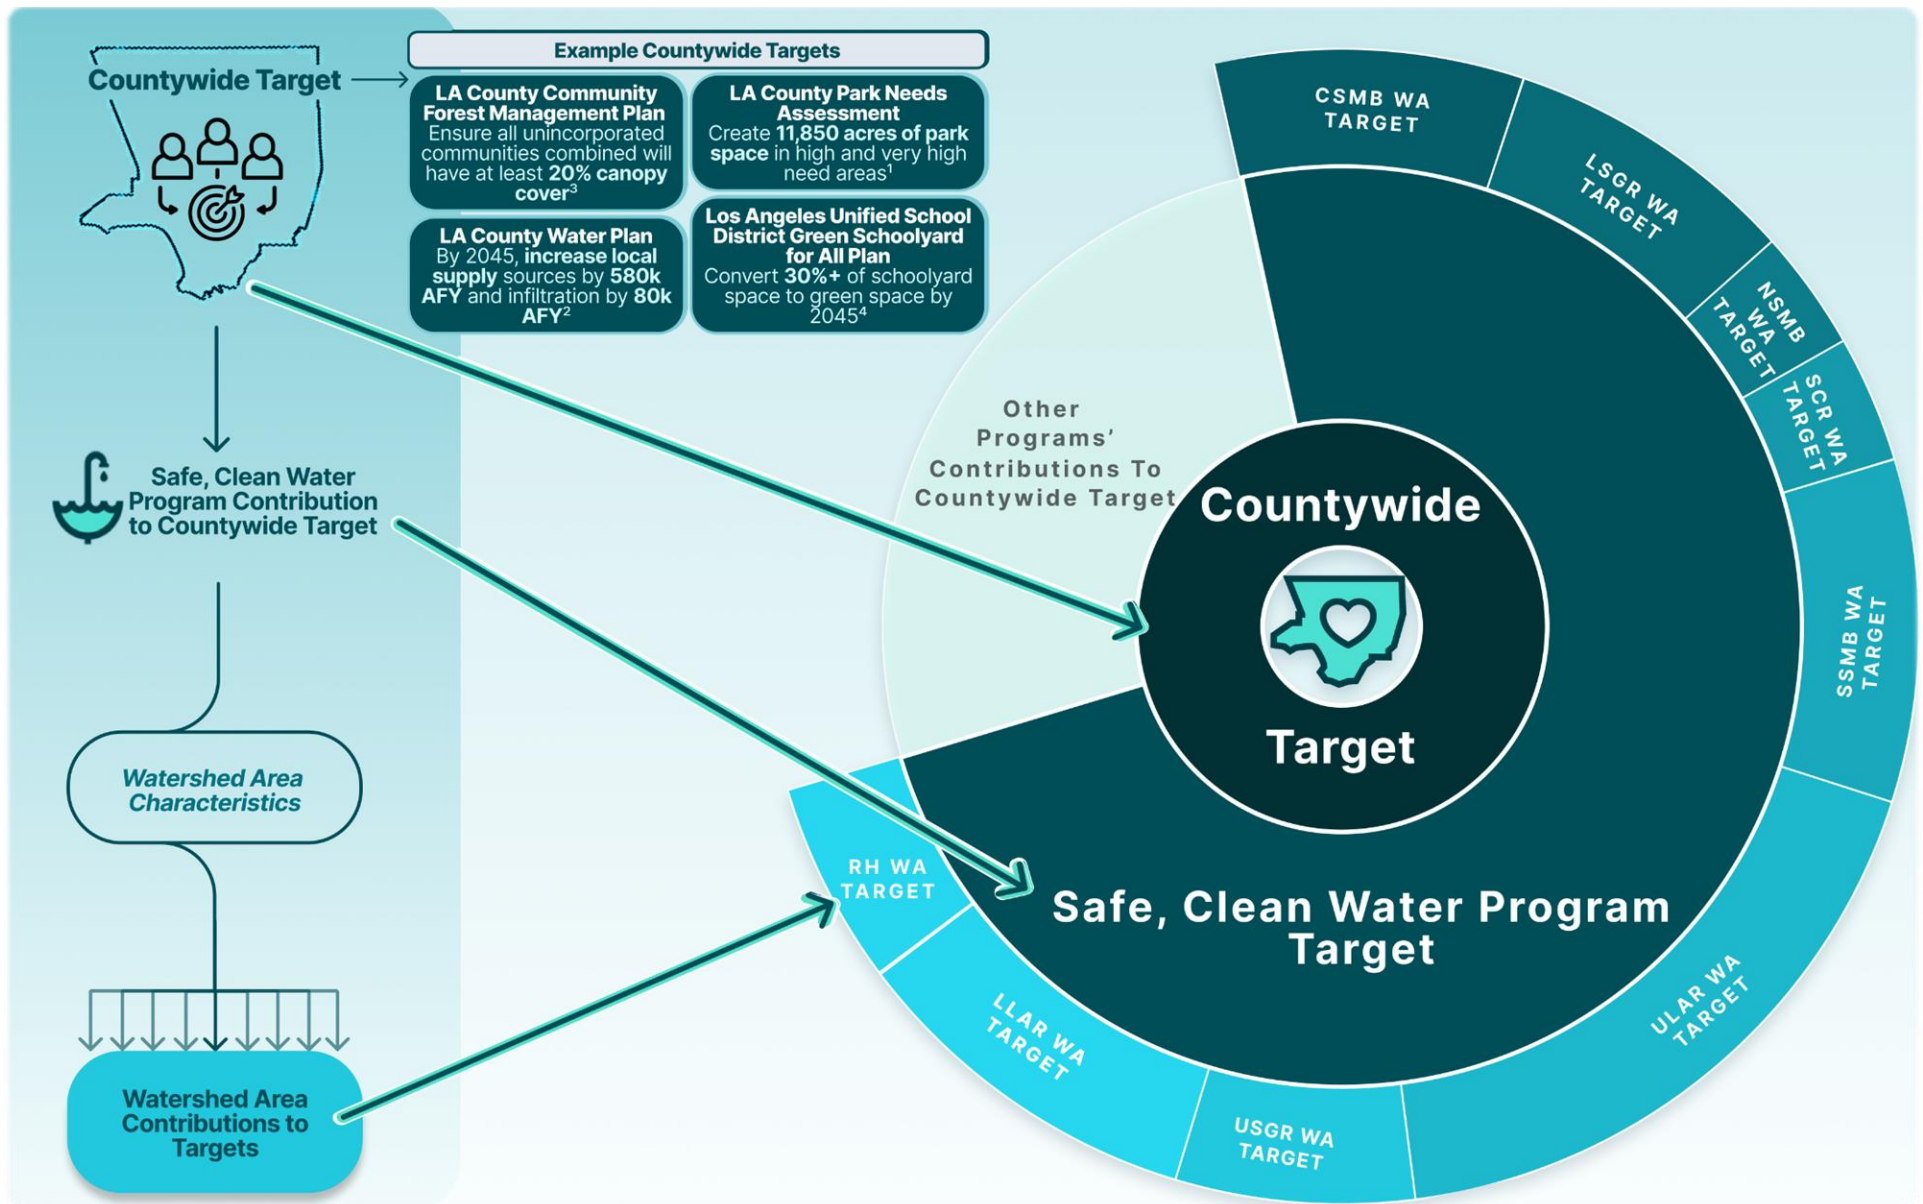 Countywide Target
Example Countywide Targets
LA County Community
Forest Management Plan
Ensure all unincorporated
communities combined will
have at least 20% canopy
cover³
LA County Park Needs
Assessment
Create 11,850 acres of park
space in high and very high
need areas¹
LA County Water Plan
By 2045, increase local
supply sources by 580k
AFY and infiltration by 80k
AFY²
Los Angeles Unified School
District Green Schoolyard
for All Plan
Convert 30%+ of schoolyard
space to green space by
2045⁴
Safe, Clean Water
Program Contribution
to Countywide Target
Watershed Area
Characteristics
Watershed Area
Contributions to
Targets
Other
Programs’
Contributions To
Countywide Target
Countywide
Target
Safe, Clean Water Program
Target
CSMB WA
TARGET
LSGR WA
TARGET
NSMB
WA
TARGET
SCR WA
TARGET
SSMB WA
TARGET
ULAR WA
TARGET
USGR WA
TARGET
LLAR WA
TARGET
RH WA
TARGET